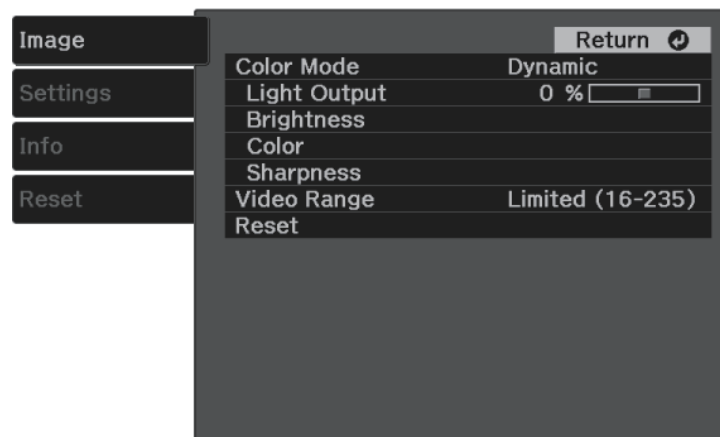 Image
Settings
Info
Reset
Return
Color Mode Dynamic
Light Output 0 %
Brightness
Color
Sharpness
Video Range Limited (16-235)
Reset